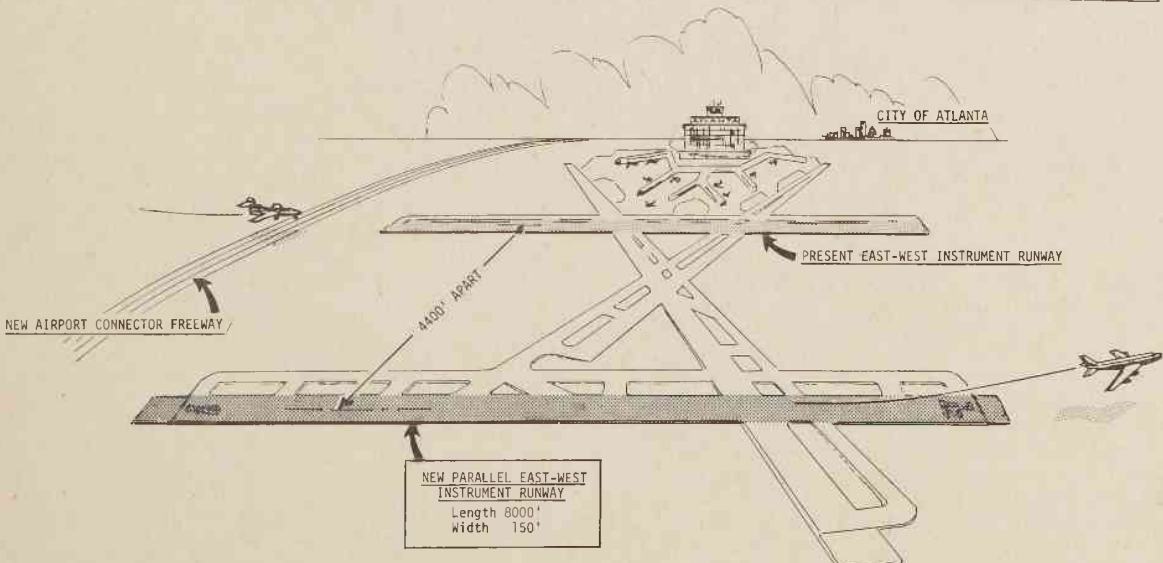 ATLANTA
CITY OF ATLANTA
PRESENT EAST-WEST INSTRUMENT RUNWAY
4400' APART
NEW AIRPORT CONNECTOR FREEWAY
NEW PARALLEL EAST-WEST
INSTRUMENT RUNWAY
Length 8000'
Width 150'